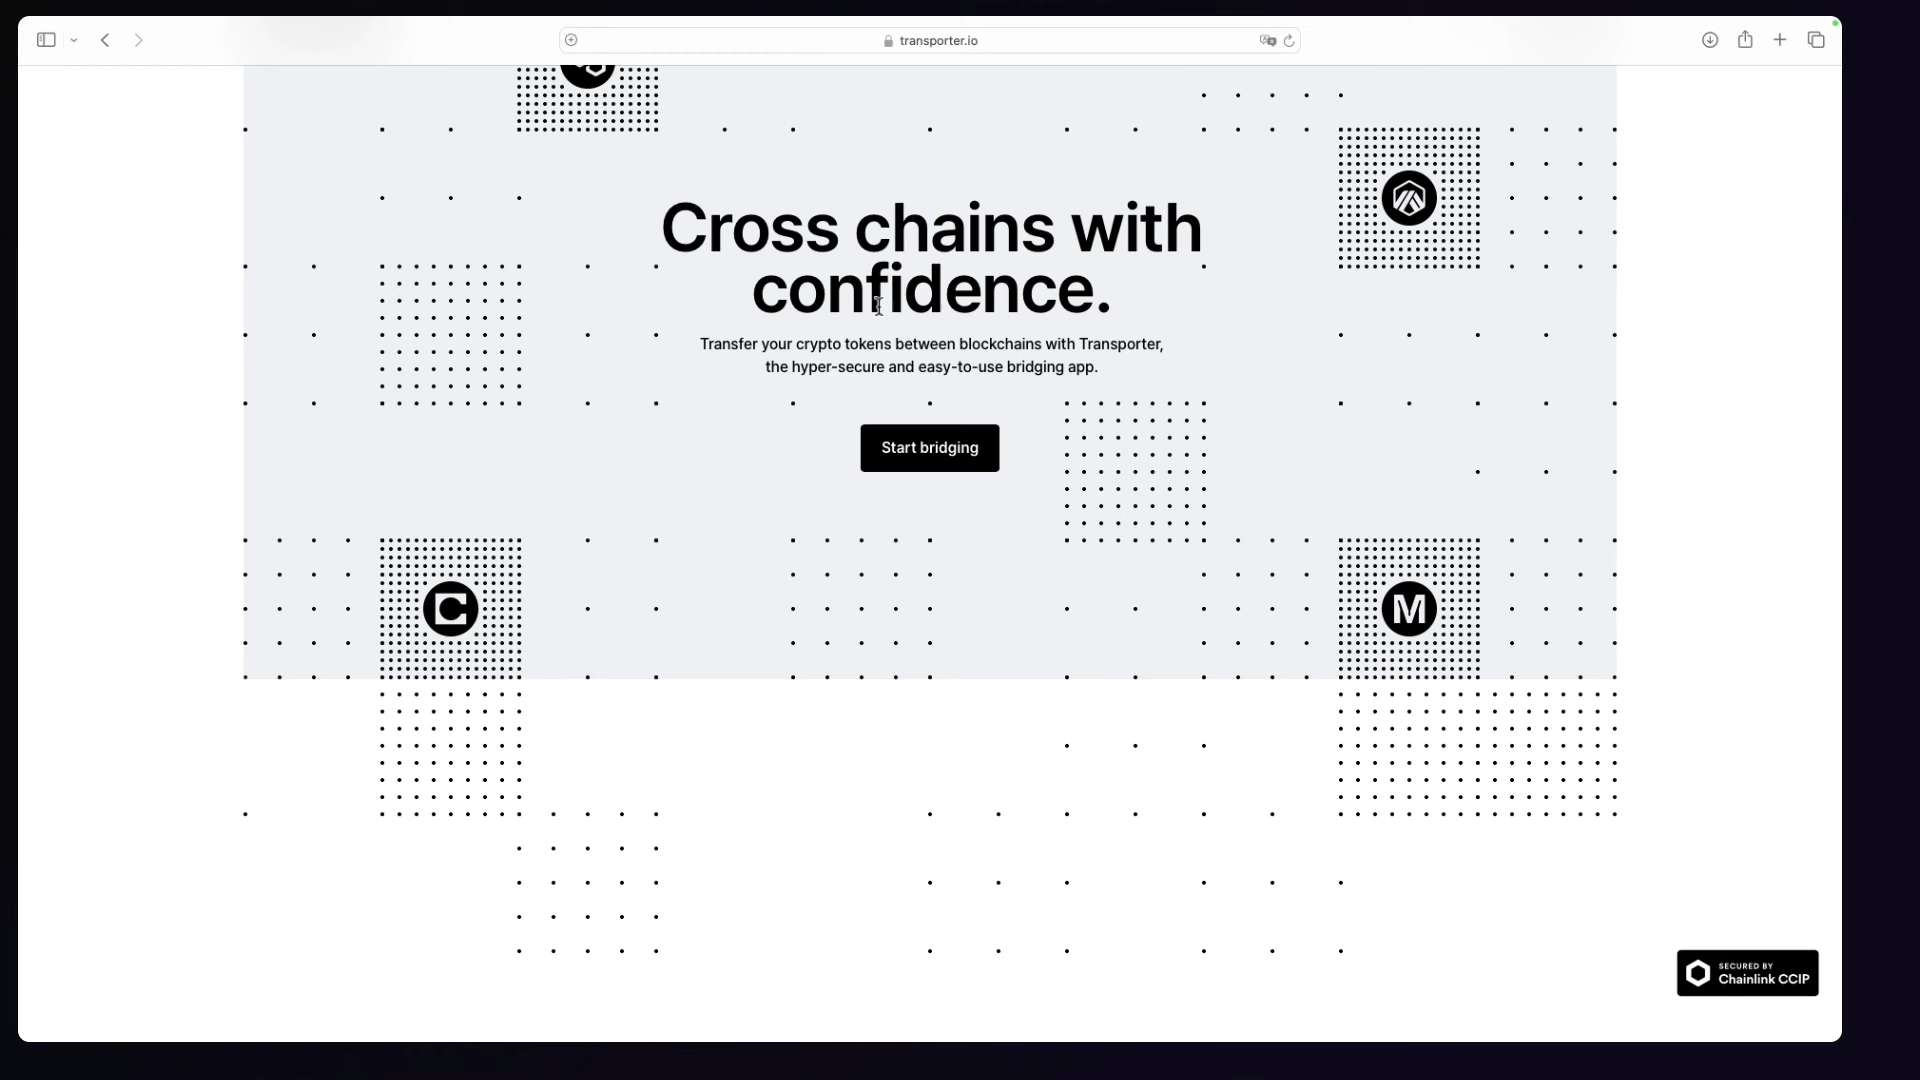 transporter.io
Cross chains with
confidence.
Transfer your crypto tokens between blockchains with Transporter,
the hyper-secure and easy-to-use bridging app.
Start bridging
C
M
SECURED BY
Chainlink CCIP